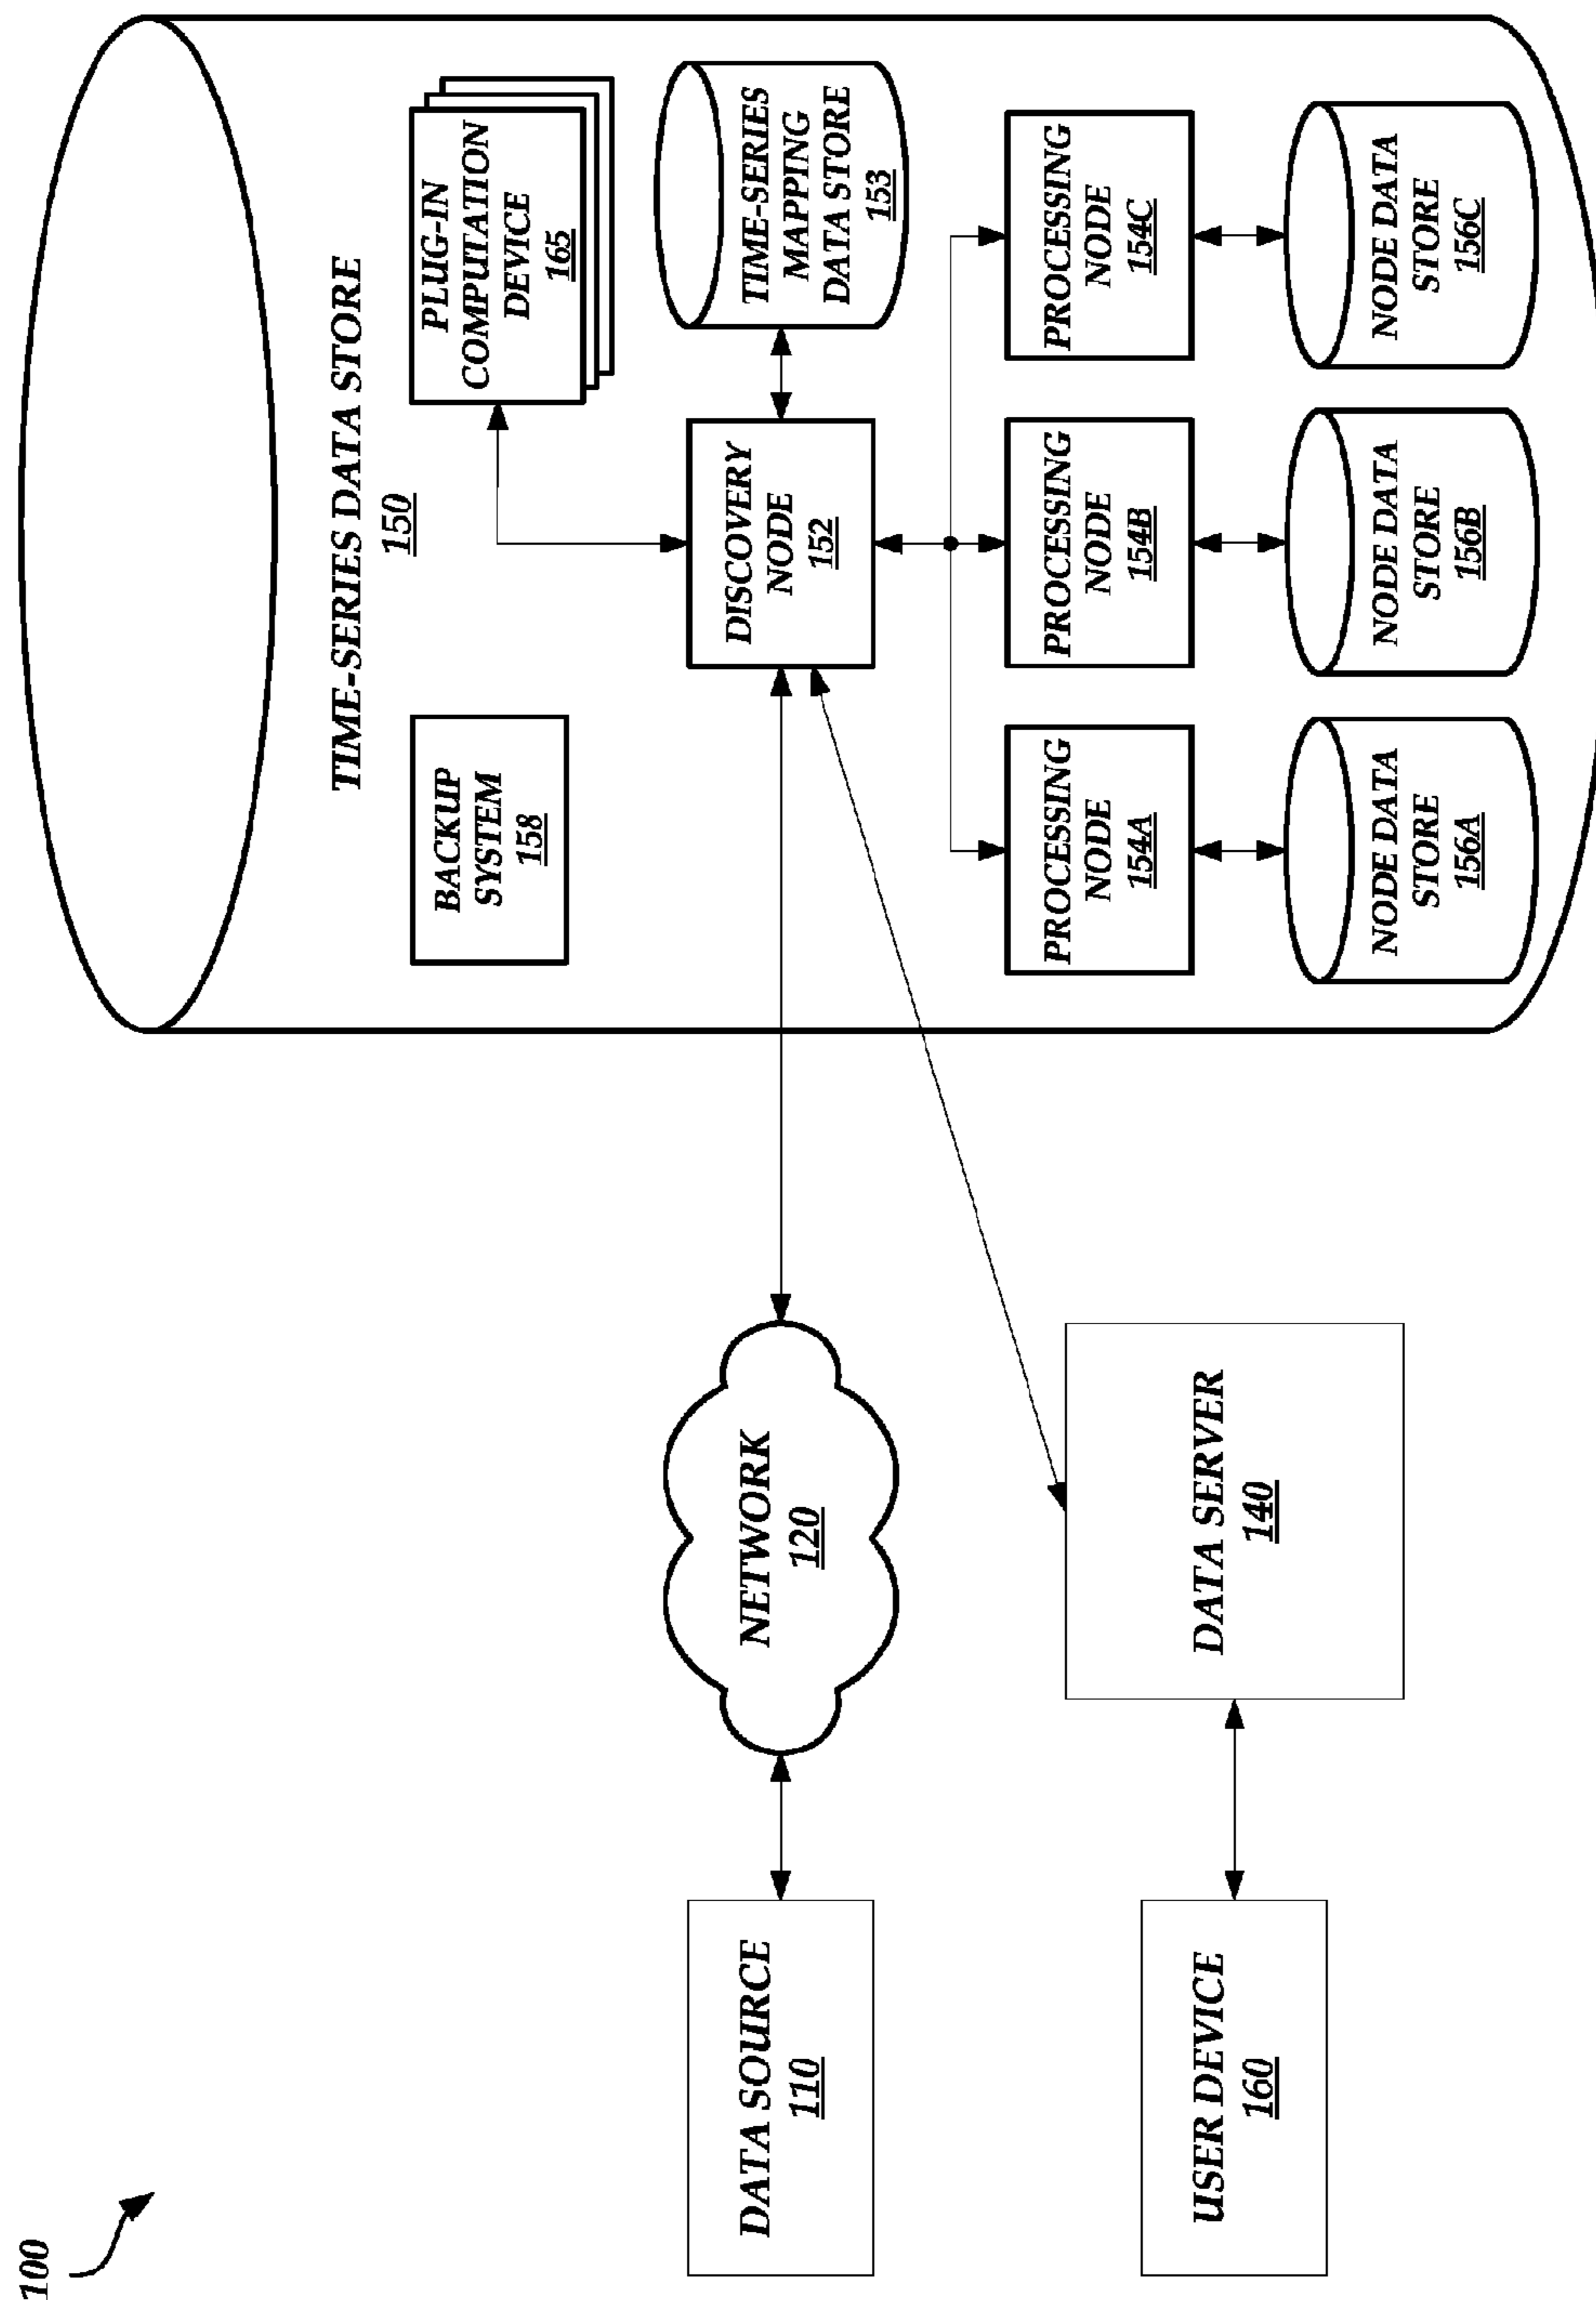 100
TIME-SERIES DATA STORE
150
BACKUP
SYSTEM
158
PLUG-IN
COMPUTATION
DEVICE
165
DATA SOURCE
110
NETWORK
120
DISCOVERY
NODE
152
TIME-SERIES
MAPPING
DATA STORE
153
USER DEVICE
160
DATA SERVER
140
PROCESSING
NODE
154A
PROCESSING
NODE
154B
PROCESSING
NODE
154C
NODE DATA
STORE
156A
NODE DATA
STORE
156B
NODE DATA
STORE
156C